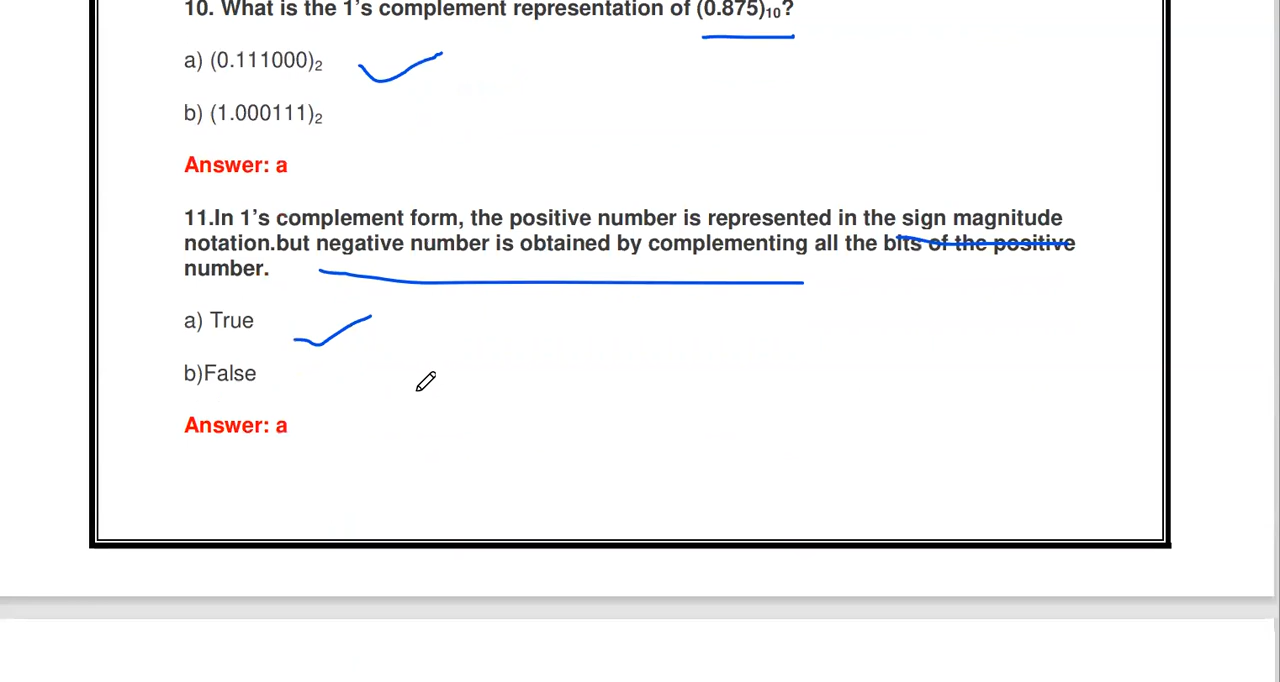 10. What is the 1’s complement representation of (0.875)₁₀?
a) (0.111000)₂
b) (1.000111)₂
Answer: a
11.In 1’s complement form, the positive number is represented in the sign magnitude
notation.but negative number is obtained by complementing all the bits of the positive
number.
a) True
b)False
Answer: a